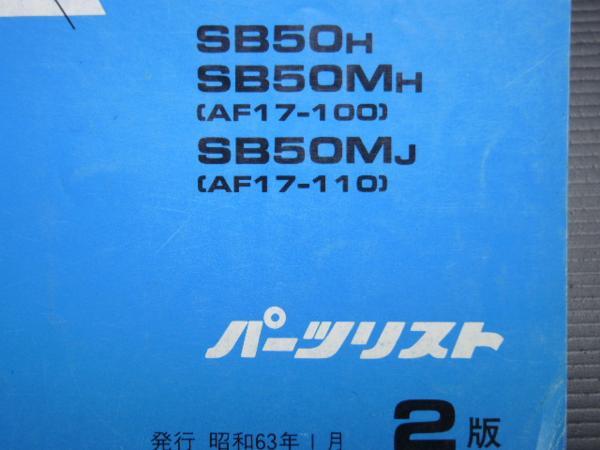 SB50H
SB50MH
(AF17-100)
SB50MJ
(AF17-110)
パーツリスト
発行 昭和63年1月 2版